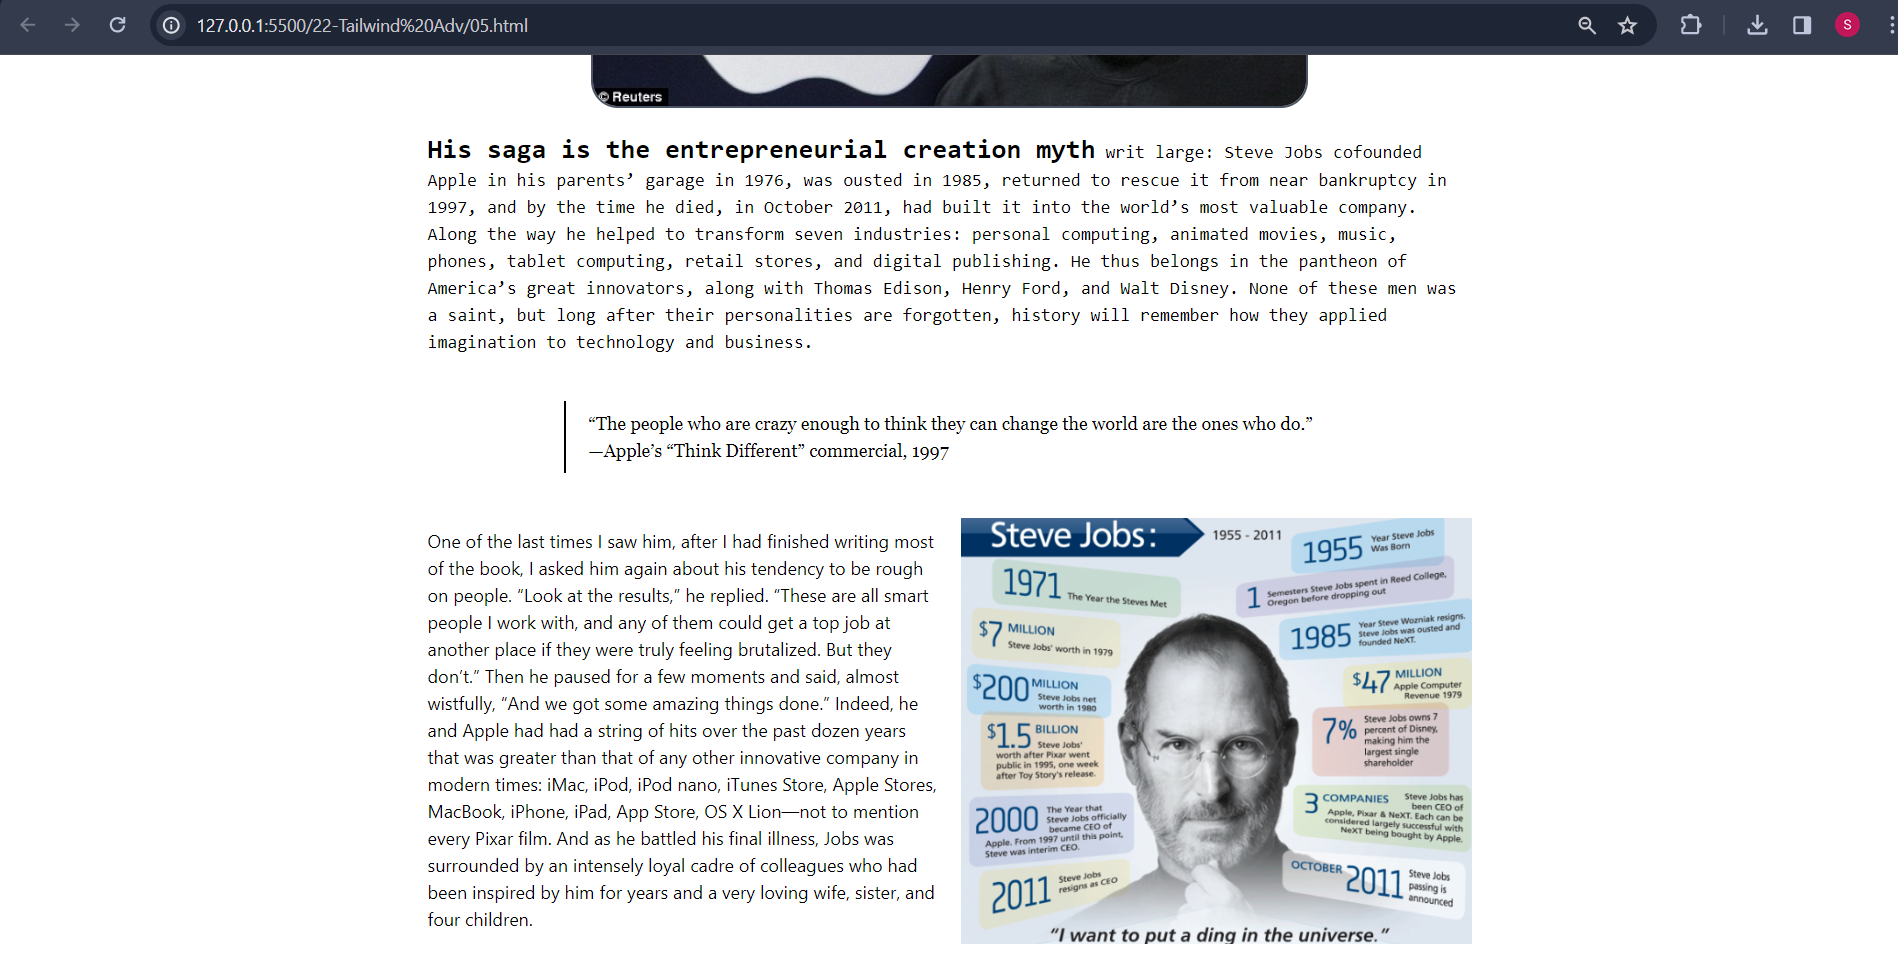 127.0.0.1:5500/22-Tailwind%20Adv/05.html
S
© Reuters
His saga is the entrepreneurial creation myth writ large: Steve Jobs cofounded
Apple in his parents’ garage in 1976, was ousted in 1985, returned to rescue it from near bankruptcy in
1997, and by the time he died, in October 2011, had built it into the world’s most valuable company.
Along the way he helped to transform seven industries: personal computing, animated movies, music,
phones, tablet computing, retail stores, and digital publishing. He thus belongs in the pantheon of
America’s great innovators, along with Thomas Edison, Henry Ford, and Walt Disney. None of these men was
a saint, but long after their personalities are forgotten, history will remember how they applied
imagination to technology and business.
“The people who are crazy enough to think they can change the world are the ones who do.”
—Apple’s “Think Different” commercial, 1997
One of the last times I saw him, after I had finished writing most
of the book, I asked him again about his tendency to be rough
on people. “Look at the results,” he replied. “These are all smart
people I work with, and any of them could get a top job at
another place if they were truly feeling brutalized. But they
don’t.” Then he paused for a few moments and said, almost
wistfully, “And we got some amazing things done.” Indeed, he
and Apple had had a string of hits over the past dozen years
that was greater than that of any other innovative company in
modern times: iMac, iPod, iPod nano, iTunes Store, Apple Stores,
MacBook, iPhone, iPad, App Store, OS X Lion—not to mention
every Pixar film. And as he battled his final illness, Jobs was
surrounded by an intensely loyal cadre of colleagues who had
been inspired by him for years and a very loving wife, sister, and
four children.
Steve Jobs:
1955 - 2011
1955 Year Steve Jobs
Was Born
1971 The Year the Steves Met
1 Semesters Steve Jobs spent in Reed College,
Oregon before dropping out
$7 MILLION
Steve Jobs' worth in 1979
1985 Year Steve Wozniak resigns.
Steve Jobs was ousted and
founded NeXT.
$200 MILLION
Steve Jobs net
worth in 1980
$47 MILLION
Apple Computer
Revenue 1979
$1.5 BILLION
Steve Jobs'
worth after Pixar went
public in 1995, one week
after Toy Story's release.
7% Steve Jobs owns 7
percent of Disney,
making him the
largest single
shareholder
2000 The Year that
Steve Jobs officially
became CEO of
Apple. From 1997 until this point,
Steve was interim CEO.
3 COMPANIES Steve Jobs has
been CEO of
Apple, Pixar & NeXT. Each can be
considered largely successful with
NeXT being bought by Apple.
2011 Steve Jobs
resigns as CEO
OCTOBER 2011 Steve Jobs
passing is
announced
"I want to put a ding in the universe."